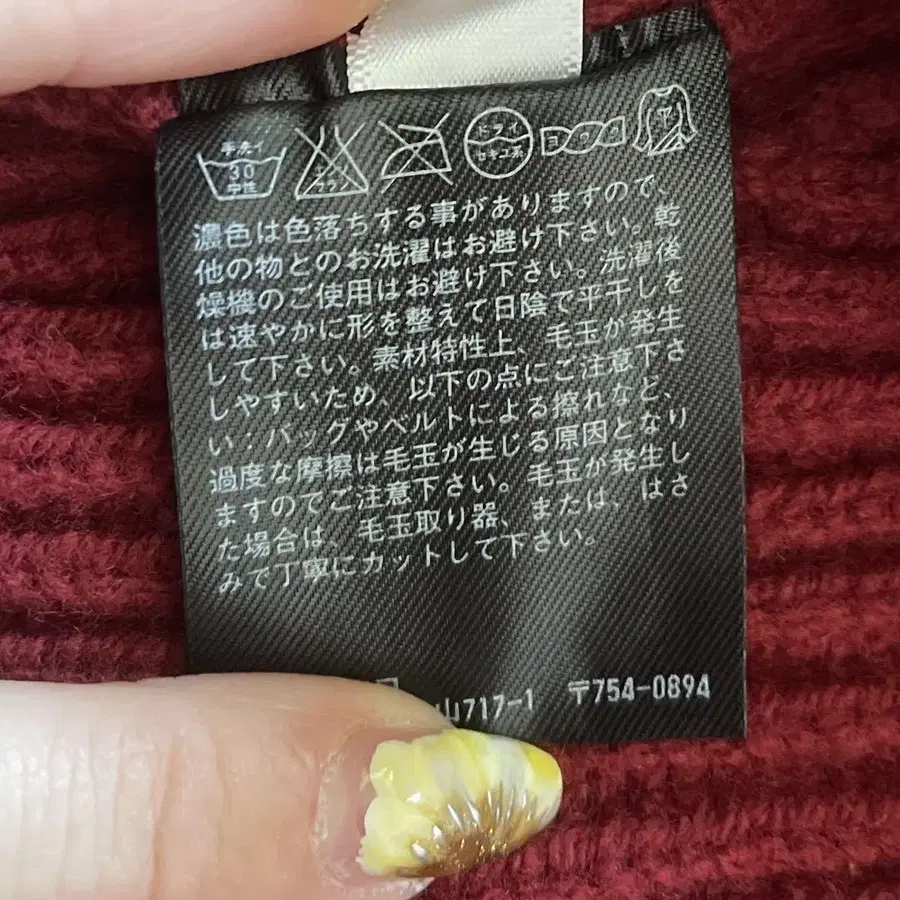 手洗イ
30
中性
エンソ
サラシ
ドライ
セキユ系
ヨワク
平
濃色は色落ちする事がありますので、
他の物とのお洗濯はお避け下さい。乾
燥機のご使用はお避け下さい。洗濯後
は速やかに形を整えて日陰で平干しを
して下さい。素材特性上、毛玉が発生
しやすいため、以下の点にご注意下さ
い：バッグやベルトによる擦れなど、
過度な摩擦は毛玉が生じる原因となり
ますのでご注意下さい。毛玉が発生し
た場合は、毛玉取り器、または、はさ
みで丁寧にカットして下さい。
山717-1 〒754-0894